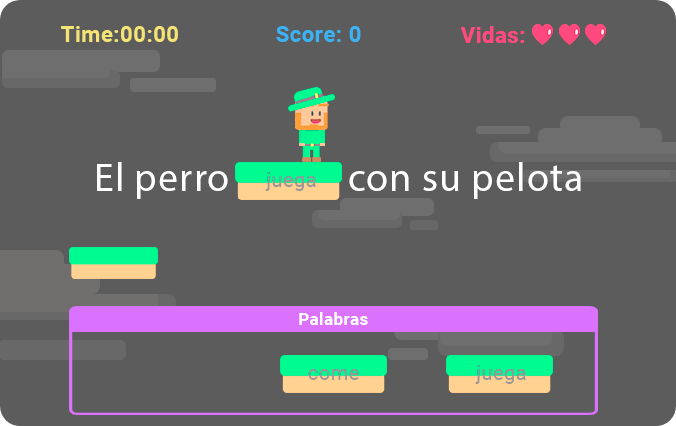 Time:00:00 Score: 0 Vidas:
El perro juega con su pelota
Palabras
come juega